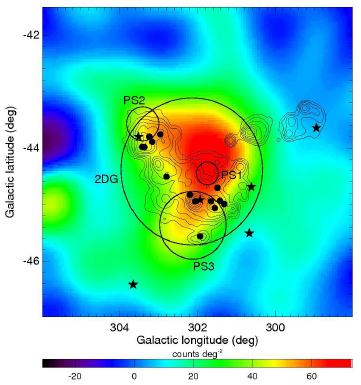 -42
PS2
-44
PS1
2DG
Galactic latitude (deg)
-46
PS3
304
302
300
Galactic longitude (deg)
counts deg⁻²
-20
0
20
40
60